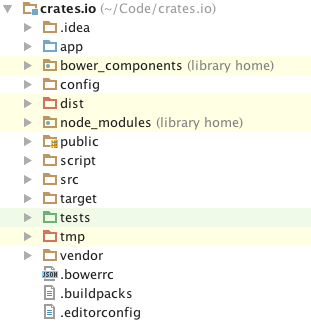 crates.io (~/Code/crates.io)
.idea
app
bower_components (library home)
config
dist
node_modules (library home)
public
script
src
target
tests
tmp
vendor
JSON .bowerrc
.buildpacks
.editorconfig